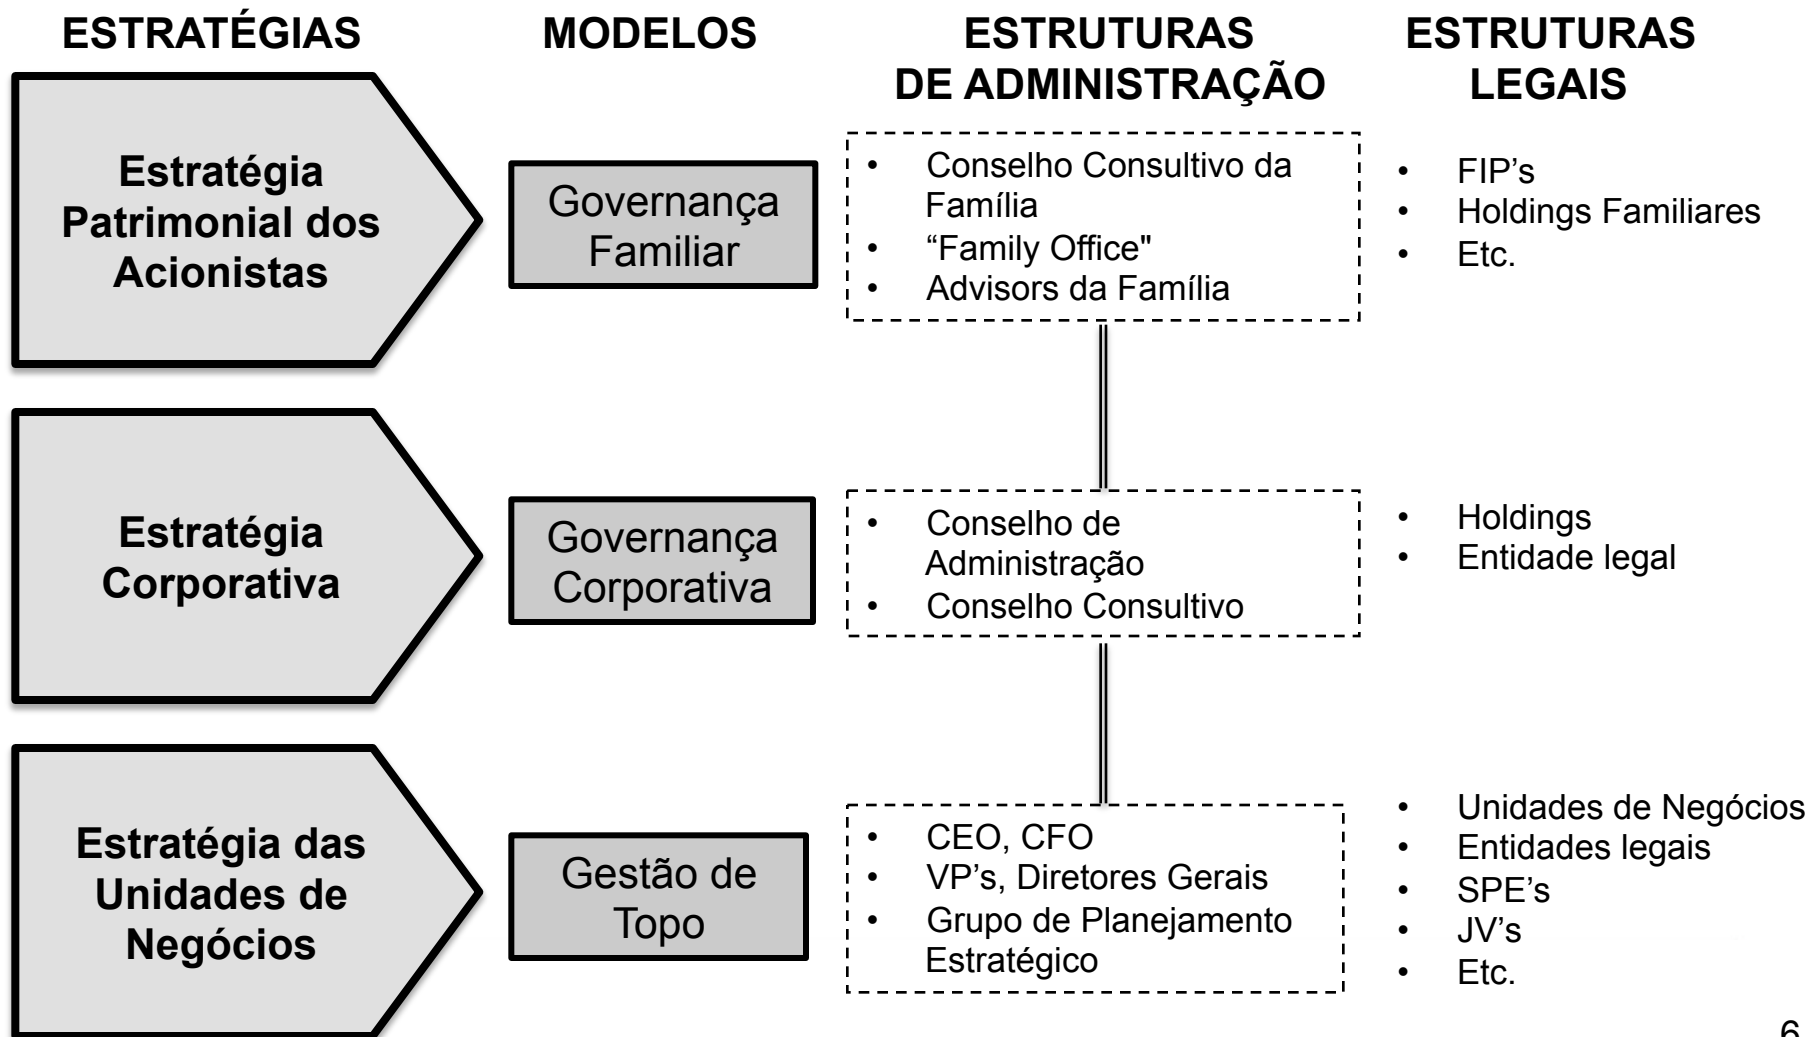 ESTRATÉGIAS
MODELOS
ESTRUTURAS
DE ADMINISTRAÇÃO
ESTRUTURAS
LEGAIS
Estratégia
Patrimonial dos
Acionistas
Governança
Familiar
• Conselho Consultivo da
Família
• “Family Office"
• Advisors da Família
• FIP’s
• Holdings Familiares
• Etc.
Estratégia
Corporativa
Governança
Corporativa
• Conselho de
Administração
• Conselho Consultivo
• Holdings
• Entidade legal
Estratégia das
Unidades de
Negócios
Gestão de
Topo
• CEO, CFO
• VP’s, Diretores Gerais
• Grupo de Planejamento
Estratégico
• Unidades de Negócios
• Entidades legais
• SPE’s
• JV’s
• Etc.
6